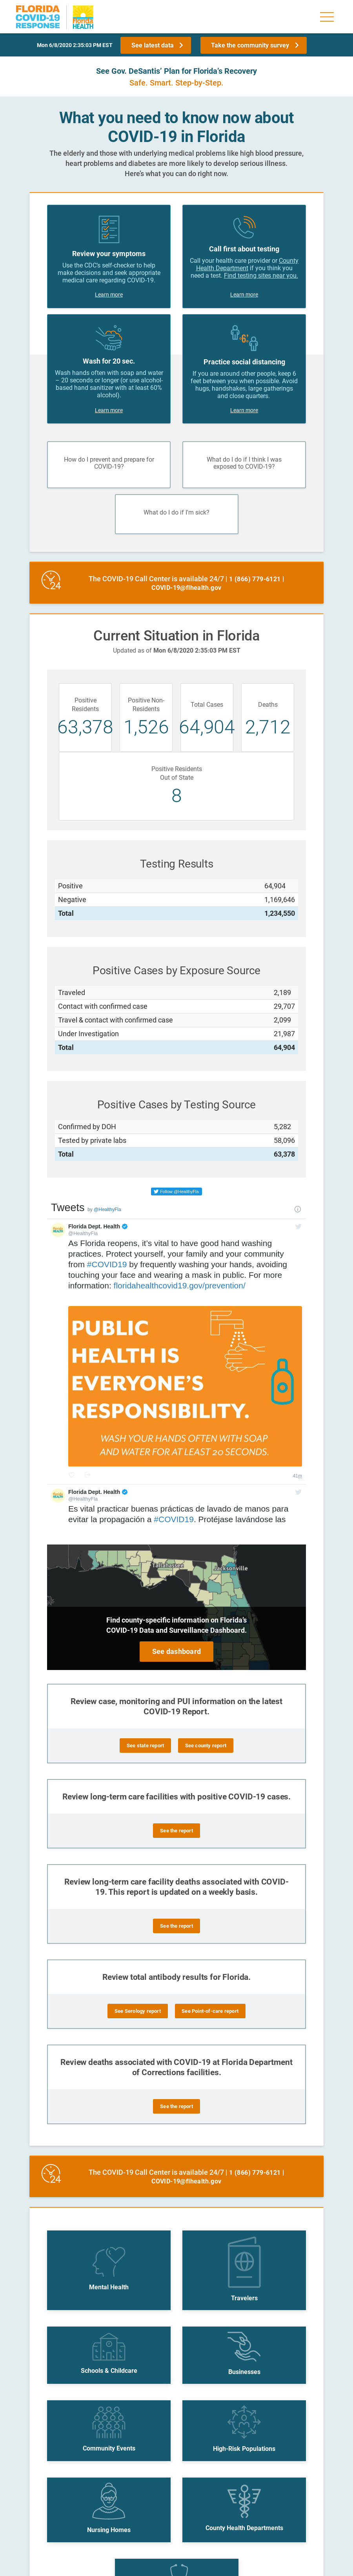 FLORIDA
COVID-19
RESPONSE
Mon 6/8/2020 2:35:03 PM EST
See latest data
Take the community survey
See Gov. DeSantis' Plan for Florida's Recovery
Safe. Smart. Step-by-Step.
What you need to know now about
COVID-19 in Florida
The elderly and those with underlying medical problems like high blood pressure,
heart problems and diabetes are more likely to develop serious illness.
Here's what you can do right now.
Review your symptoms
Use the CDC's self-checker to help
make decisions and seek appropriate
medical care regarding COVID-19.
Learn more
Call first about testing
Call your health care provider or County
Health Department if you think you
need a test. Find testing sites near you.
Learn more
Wash for 20 sec.
Wash hands often with soap and water
– 20 seconds or longer (or use alcohol-
based hand sanitizer with at least 60%
alcohol).
Learn more
6
Practice social distancing
If you are around other people, keep 6
feet between you when possible. Avoid
hugs, handshakes, large gatherings
and close quarters.
Learn more
How do I prevent and prepare for
COVID-19?
What do I do if I think I was
exposed to COVID-19?
What do I do if I'm sick?
24
The COVID-19 Call Center is available 24/7 | 1 (866) 779-6121 |
COVID-19@flhealth.gov
Current Situation in Florida
Updated as of Mon 6/8/2020 2:35:03 PM EST
Positive
Residents
63,378
Positive Non-
Residents
1,526
Total Cases
64,904
Deaths
2,712
Positive Residents
Out of State
8
Testing Results
Positive 64,904
Negative 1,169,646
Total 1,234,550
Positive Cases by Exposure Source
Traveled 2,189
Contact with confirmed case 29,707
Travel & contact with confirmed case 2,099
Under Investigation 21,987
Total 64,904
Positive Cases by Testing Source
Confirmed by DOH 5,282
Tested by private labs 58,096
Total 63,378
Follow @HealthyFla
Tweets by @HealthyFla
Florida Dept. Health
@HealthyFla
As Florida reopens, it's vital to have good hand washing
practices. Protect yourself, your family and your community
from #COVID19 by frequently washing your hands, avoiding
touching your face and wearing a mask in public. For more
information: floridahealthcovid19.gov/prevention/
PUBLIC
HEALTH IS
EVERYONE'S
RESPONSIBILITY.
WASH YOUR HANDS OFTEN WITH SOAP
AND WATER FOR AT LEAST 20 SECONDS.
Florida Dept. Health
@HealthyFla
Es vital practicar buenas prácticas de lavado de manos para
evitar la propagación a #COVID19. Protéjase lavándose las
Tallahassee
Jacksonville
Find county-specific information on Florida's
COVID-19 Data and Surveillance Dashboard.
See dashboard
Review case, monitoring and PUI information on the latest
COVID-19 Report.
See state report
See county report
Review long-term care facilities with positive COVID-19 cases.
See the report
Review long-term care facility deaths associated with COVID-
19. This report is updated on a weekly basis.
See the report
Review total antibody results for Florida.
See Serology report
See Point-of-care report
Review deaths associated with COVID-19 at Florida Department
of Corrections facilities.
See the report
24
The COVID-19 Call Center is available 24/7 | 1 (866) 779-6121 |
COVID-19@flhealth.gov
Mental Health
Travelers
Schools & Childcare
Businesses
Community Events
High-Risk Populations
Nursing Homes
County Health Departments